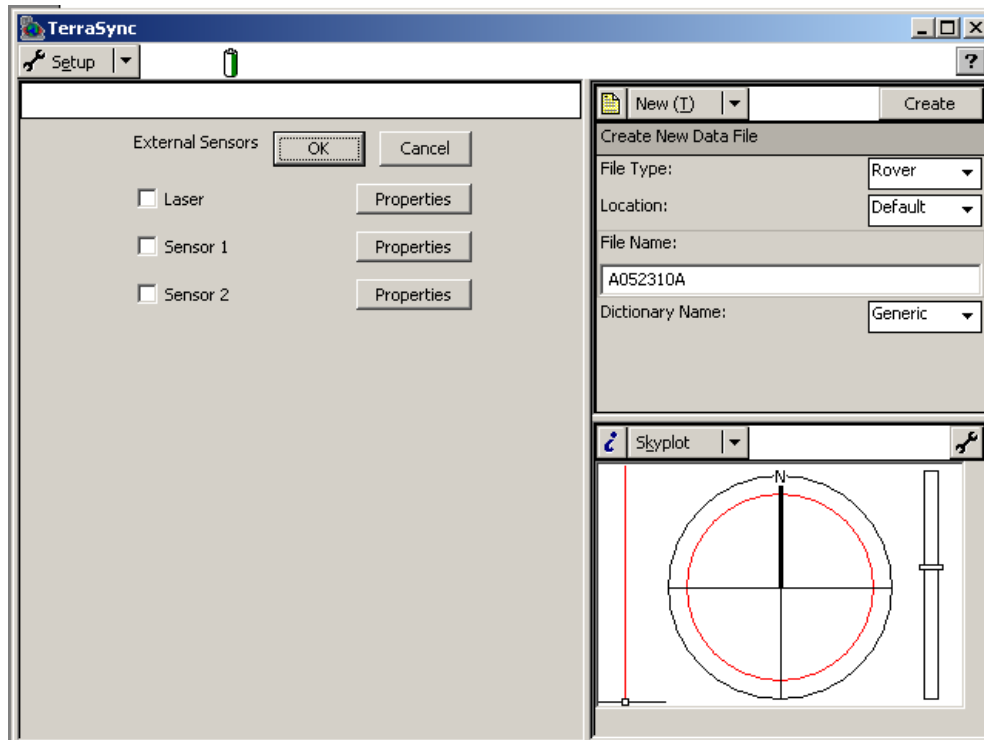 TerraSync
Setup
?
External Sensors OK Cancel
Laser Properties
Sensor 1 Properties
Sensor 2 Properties
New (T) Create
Create New Data File
File Type: Rover
Location: Default
File Name:
A052310A
Dictionary Name: Generic
Skyplot
N